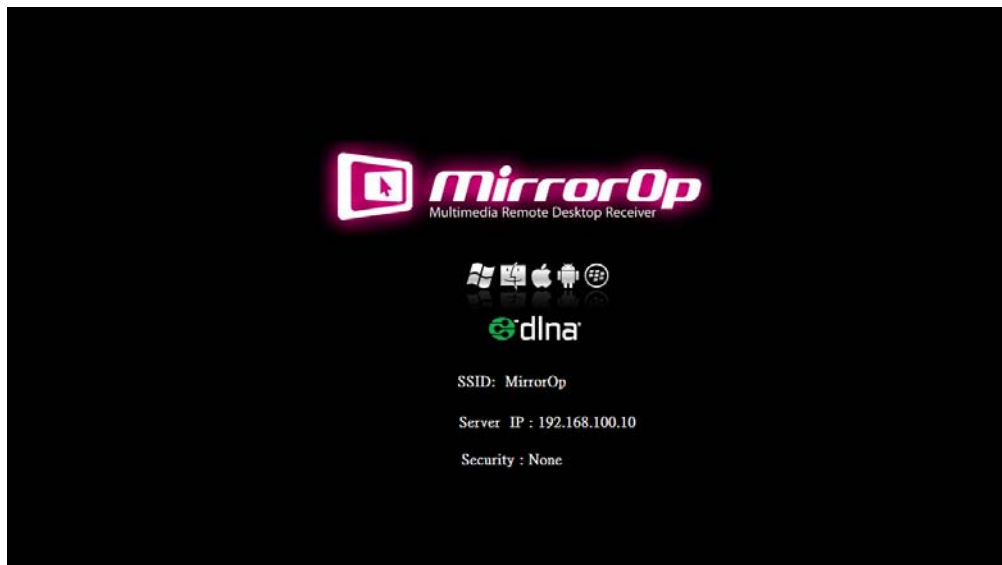 MirrorOp
Multimedia Remote Desktop Receiver
dlna
SSID: MirrorOp
Server IP : 192.168.100.10
Security : None